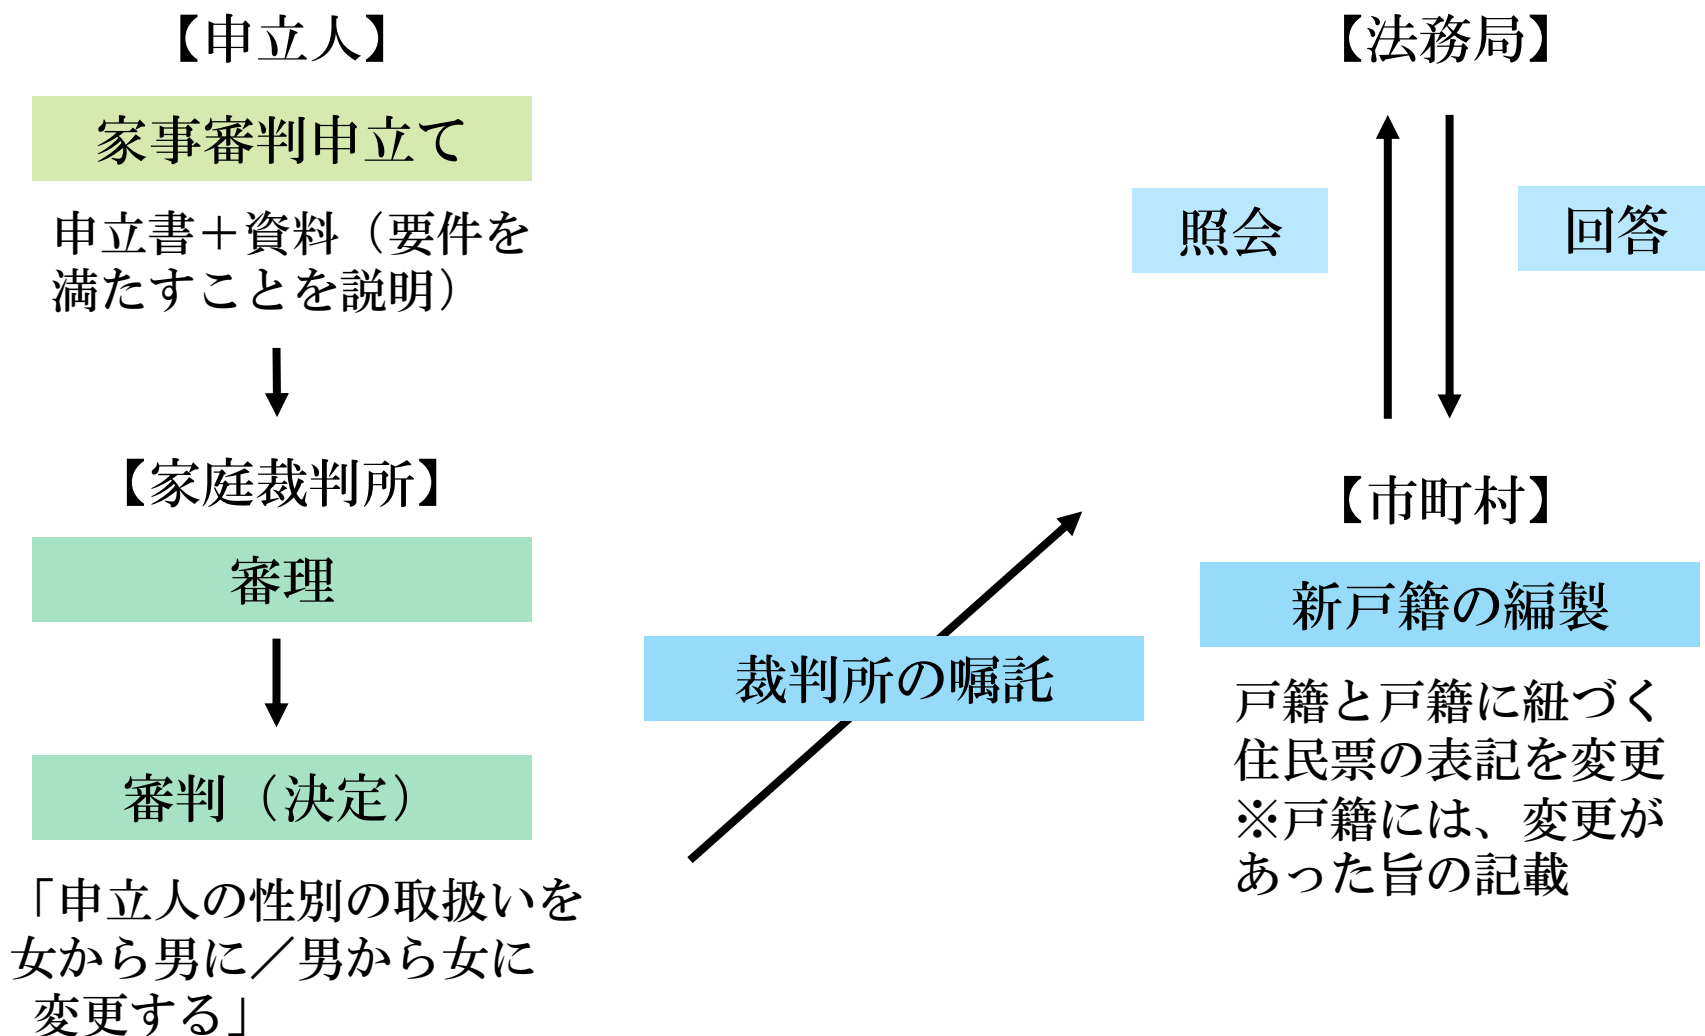 【申立人】
家事審判申立て
申立書＋資料（要件を
満たすことを説明）
【家庭裁判所】
審理
審判（決定）
「申立人の性別の取扱いを
女から男に／男から女に
変更する」
裁判所の嘱託
【法務局】
照会
回答
【市町村】
新戸籍の編製
戸籍と戸籍に紐づく
住民票の表記を変更
※戸籍には、変更が
あった旨の記載